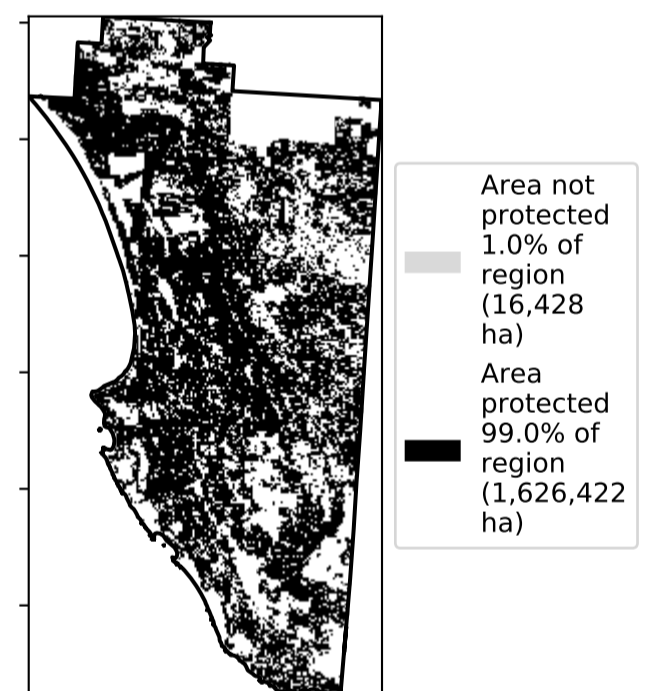 Area not
protected
1.0% of
region
(16,428
ha)
Area
protected
99.0% of
region
(1,626,422
ha)